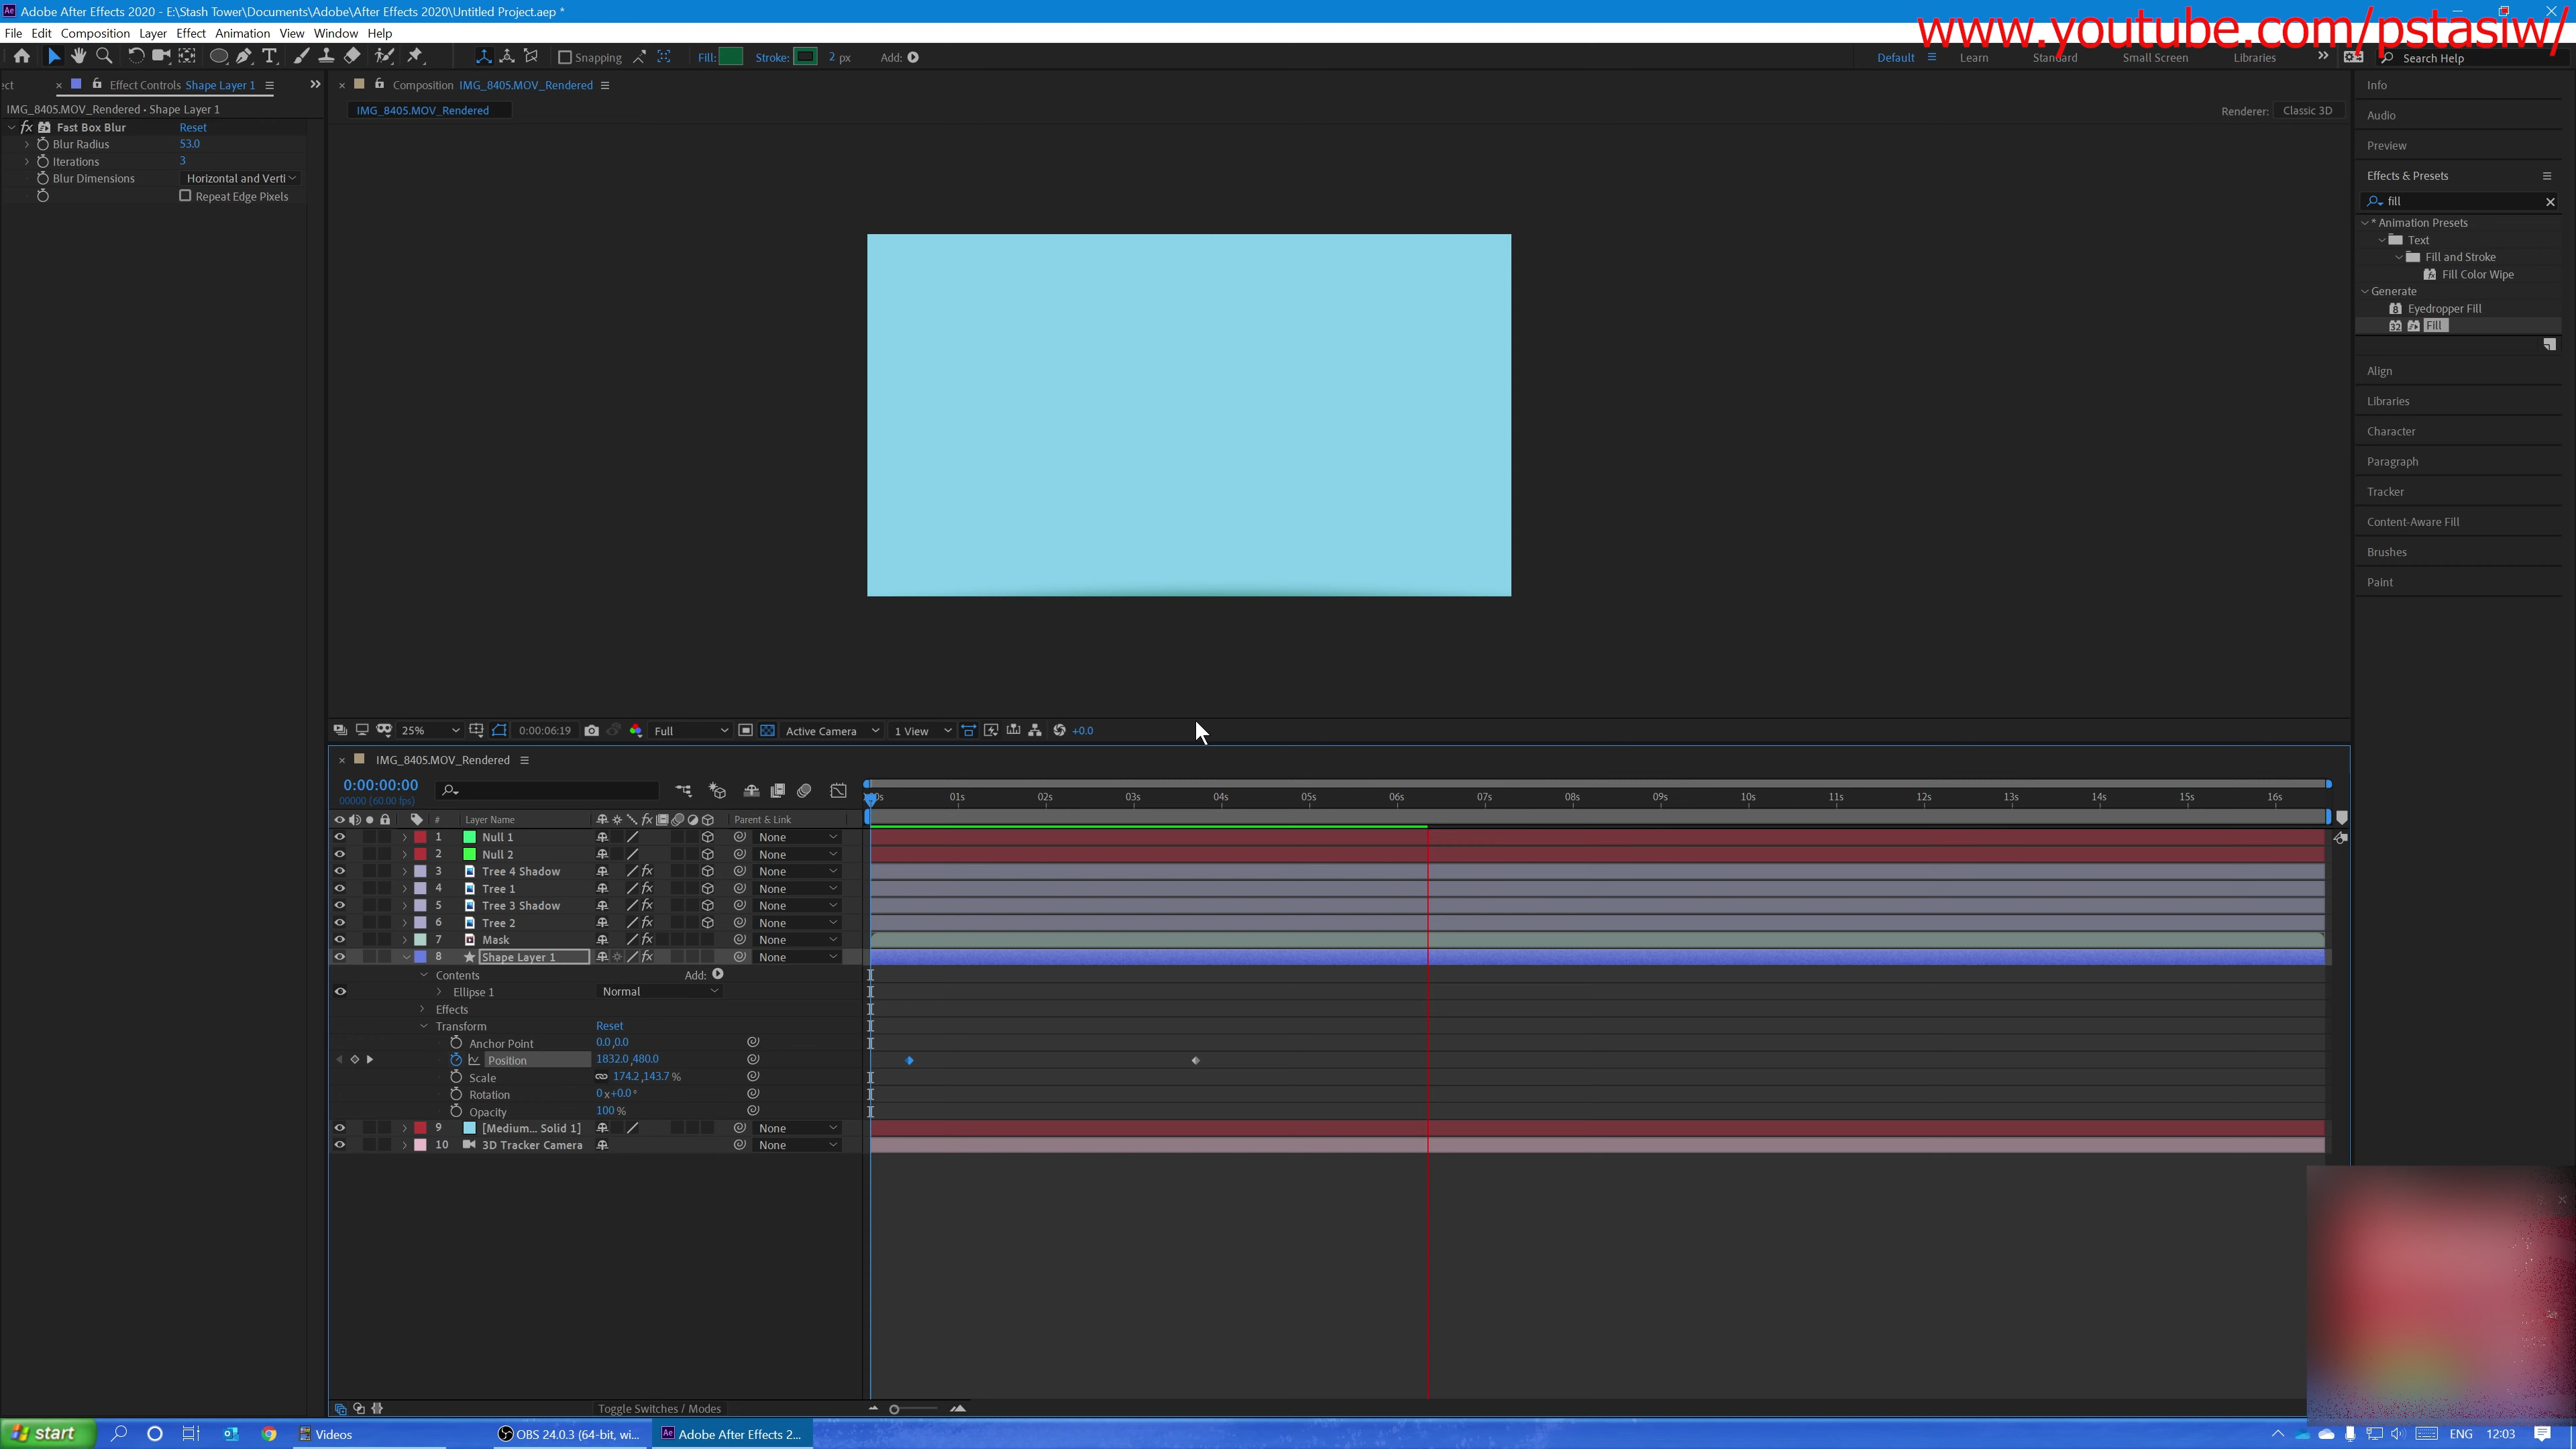 Adobe After Effects 2020 - E:\Stash Tower\Documents\Adobe\After Effects 2020\Untitled Project.aep *
www.youtube.com/pstasiw/
File Edit Composition Layer Effect Animation View Window Help
Snapping Fill: Stroke: 2 px Add: Default Learn Standard Small Screen Libraries Search Help
ect Effect Controls Shape Layer 1
Composition IMG_8405.MOV_Rendered
IMG_8405.MOV_Rendered • Shape Layer 1
IMG_8405.MOV_Rendered
Renderer: Classic 3D
fx Fast Box Blur Reset
Blur Radius 53.0
Iterations 3
Blur Dimensions Horizontal and Verti
Repeat Edge Pixels
Info
Audio
Preview
Effects & Presets
fill
* Animation Presets
Text
Fill and Stroke
Fill Color Wipe
Generate
Eyedropper Fill
Fill
Align
Libraries
Character
Paragraph
Tracker
Content-Aware Fill
Brushes
Paint
25% 0:00:06:19 Full Active Camera 1 View +0.0
IMG_8405.MOV_Rendered
0:00:00:00
00000 (60.00 fps)
01s 02s 03s 04s 05s 06s 07s 08s 09s 10s 11s 12s 13s 14s 15s 16s
# Layer Name Parent & Link
1 Null 1 None
2 Null 2 None
3 Tree 4 Shadow fx None
4 Tree 1 fx None
5 Tree 3 Shadow fx None
6 Tree 2 fx None
7 Mask fx None
8 Shape Layer 1 fx None
Contents Add:
Ellipse 1 Normal
Effects
Transform Reset
Anchor Point 0.0,0.0
Position 1832.0,480.0
Scale 174.2,143.7 %
Rotation 0x+0.0°
Opacity 100 %
9 [Medium... Solid 1] None
10 3D Tracker Camera None
Toggle Switches / Modes
start Videos OBS 24.0.3 (64-bit, wi... Ae Adobe After Effects 2... ENG 12:03